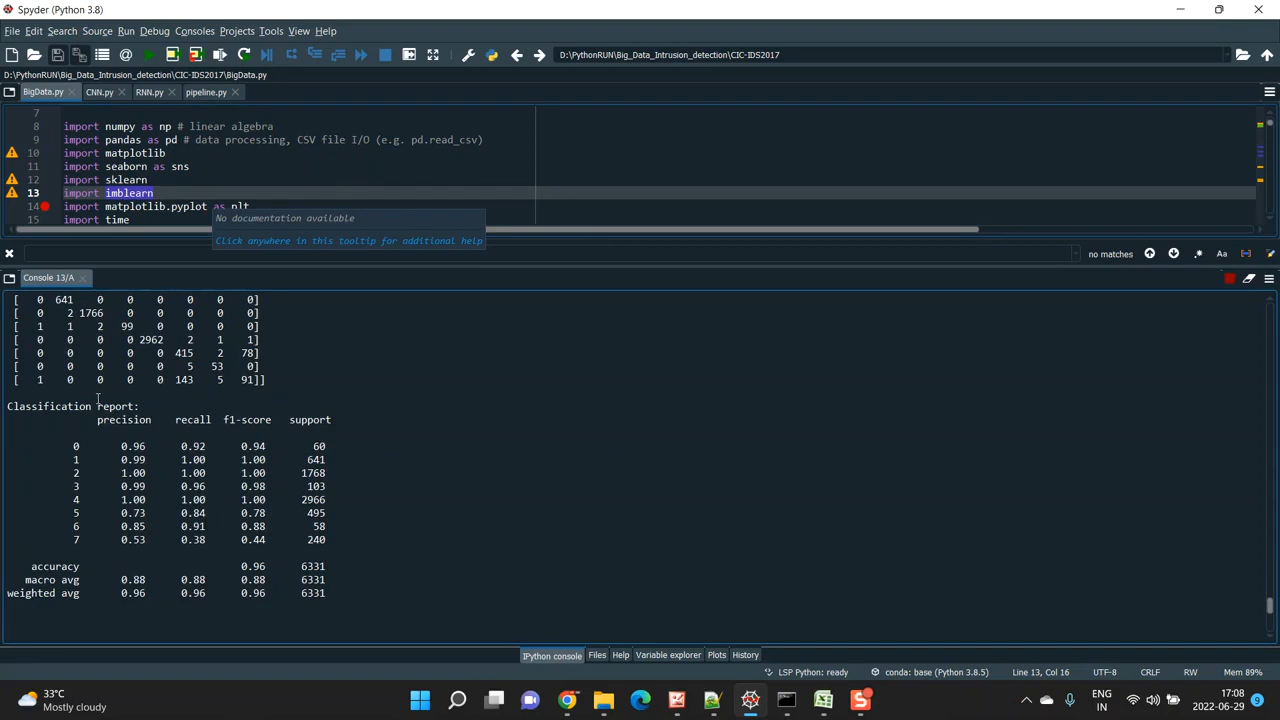 Spyder (Python 3.8)
File Edit Search Source Run Debug Consoles Projects Tools View Help
D:\PythonRUN\Big_Data_Intrusion_detection\CIC-IDS2017
D:\PythonRUN\Big_Data_Intrusion_detection\CIC-IDS2017\BigData.py
BigData.py CNN.py RNN.py pipeline.py
7
8 import numpy as np # linear algebra
9 import pandas as pd # data processing, CSV file I/O (e.g. pd.read_csv)
10 import matplotlib
11 import seaborn as sns
12 import sklearn
13 import imblearn
14 import matplotlib.pyplot as plt
15 import time
No documentation available
Click anywhere in this tooltip for additional help
no matches Aa
Console 13/A
[ 0 641 0 0 0 0 0 0]
[ 0 2 1766 0 0 0 0 0]
[ 1 1 2 99 0 0 0 0]
[ 0 0 0 0 2962 2 1 1]
[ 0 0 0 0 0 415 2 78]
[ 0 0 0 0 0 5 53 0]
[ 1 0 0 0 0 143 5 91]]
Classification report:
precision recall f1-score support
0 0.96 0.92 0.94 60
1 0.99 1.00 1.00 641
2 1.00 1.00 1.00 1768
3 0.99 0.96 0.98 103
4 1.00 1.00 1.00 2966
5 0.73 0.84 0.78 495
6 0.85 0.91 0.88 58
7 0.53 0.38 0.44 240
accuracy 0.96 6331
macro avg 0.88 0.88 0.88 6331
weighted avg 0.96 0.96 0.96 6331
IPython console Files Help Variable explorer Plots History
LSP Python: ready conda: base (Python 3.8.5) Line 13, Col 16 UTF-8 CRLF RW Mem 89%
33°C
Mostly cloudy
ENG
IN
17:08
2022-06-29
9